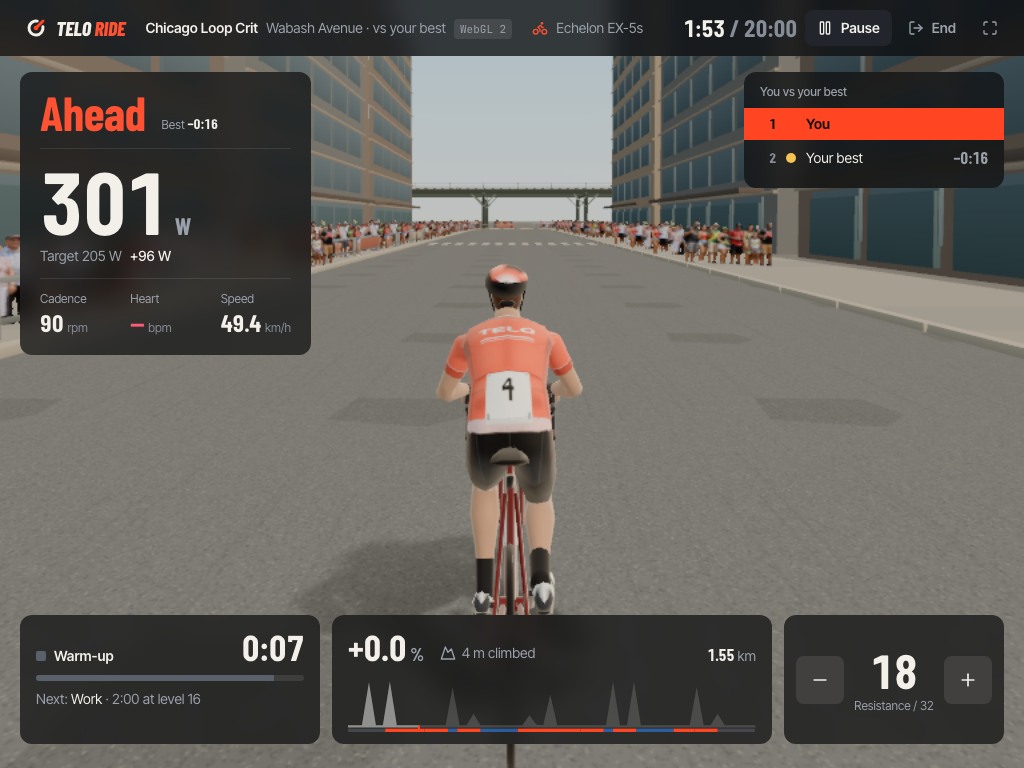 TELO RIDE Chicago Loop Crit Wabash Avenue · vs your best WebGL 2 Echelon EX-5s 1:53 / 20:00 Pause End
Ahead Best −0:16
301 W
Target 205 W +96 W
Cadence Heart Speed
90 rpm — bpm 49.4 km/h
You vs your best
1 You
2 Your best −0:16
TELO
4
Warm-up 0:07
Next: Work · 2:00 at level 16
+0.0 % 4 m climbed 1.55 km
− 18 +
Resistance / 32